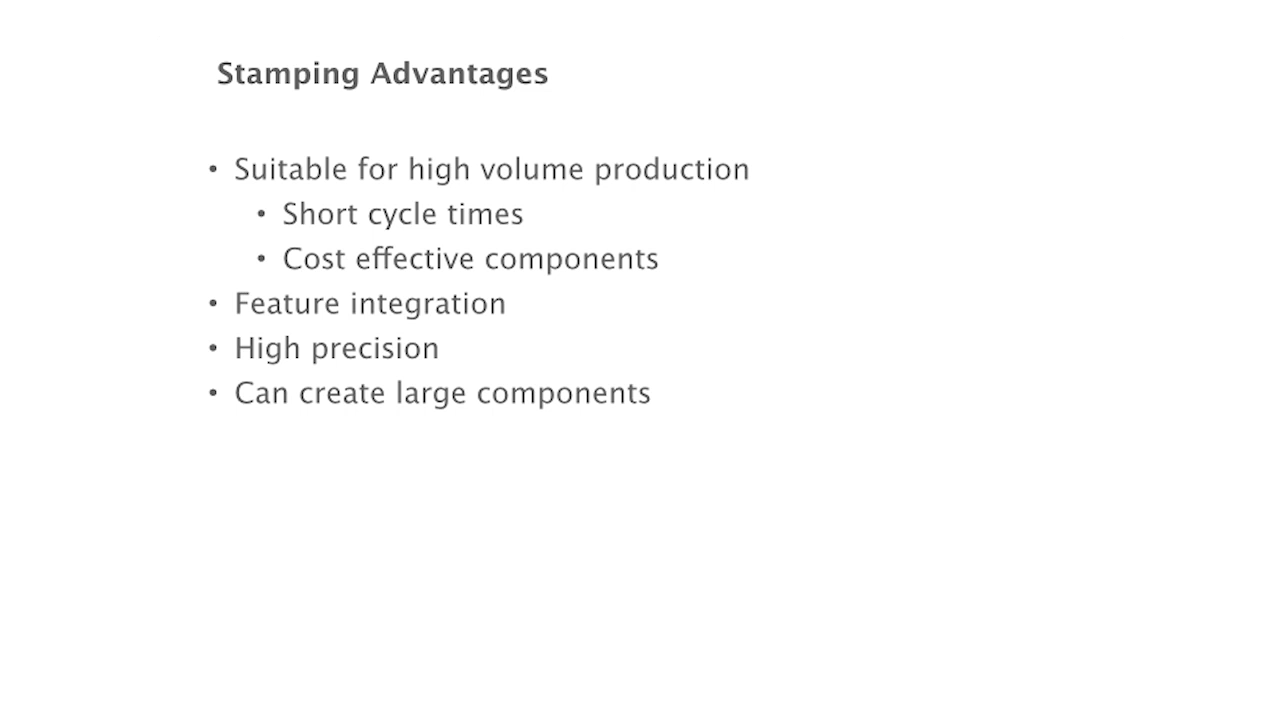 Stamping Advantages
• Suitable for high volume production
• Short cycle times
• Cost effective components
• Feature integration
• High precision
• Can create large components